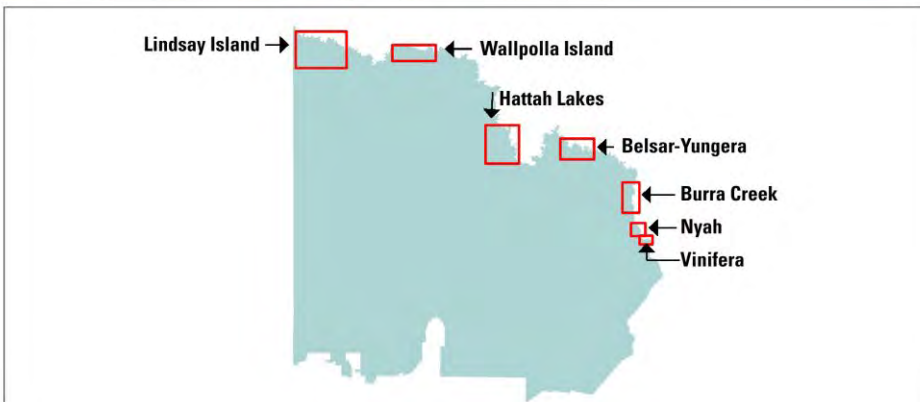 Lindsay Island
Wallpolla Island
Hattah Lakes
Belsar-Yungera
Burra Creek
Nyah
Vinifera